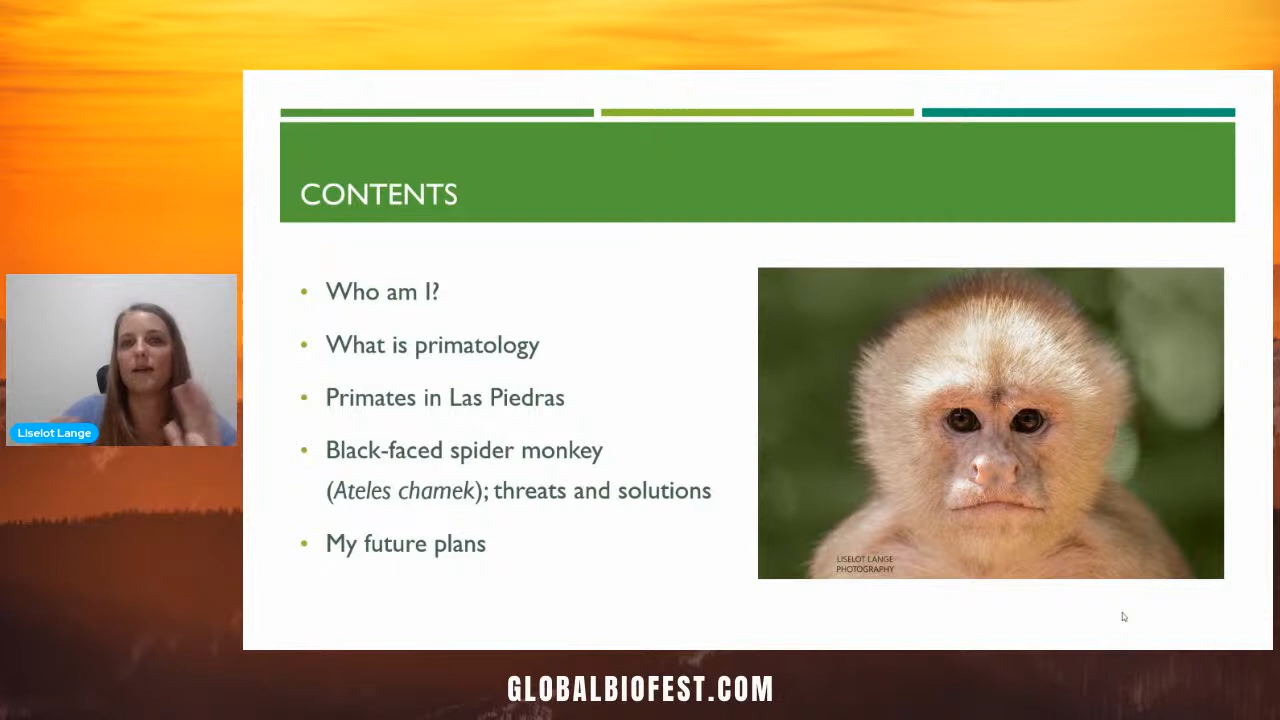 CONTENTS
• Who am I?
• What is primatology
• Primates in Las Piedras
• Black-faced spider monkey
(Ateles chamek); threats and solutions
• My future plans
LISELOT LANGE
PHOTOGRAPHY
Liselot Lange
GLOBALBIOFEST.COM